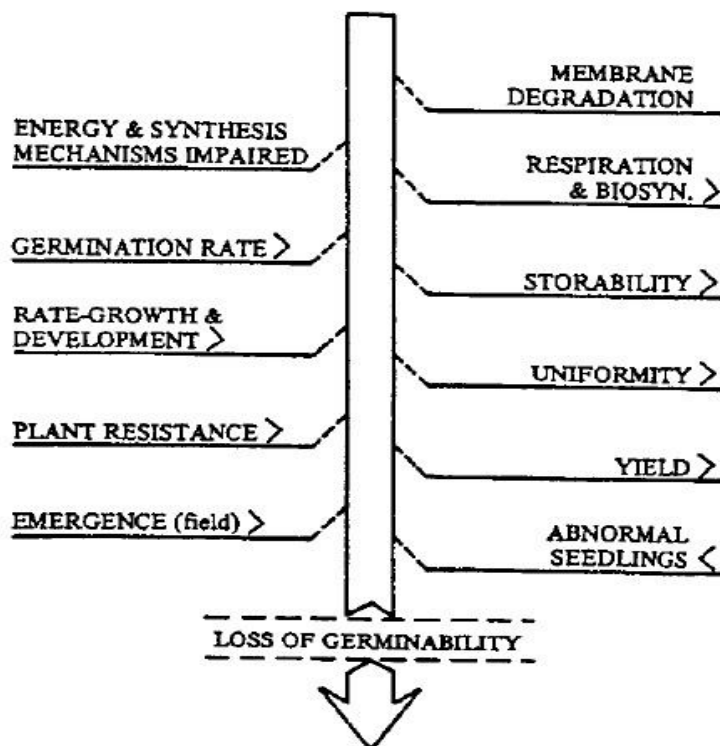 MEMBRANE
DEGRADATION
ENERGY & SYNTHESIS
MECHANISMS IMPAIRED
RESPIRATION
& BIOSYN. >
GERMINATION RATE >
STORABILITY >
RATE-GROWTH &
DEVELOPMENT >
UNIFORMITY >
PLANT RESISTANCE >
YIELD >
EMERGENCE (field) >
ABNORMAL
SEEDLINGS <
LOSS OF GERMINABILITY